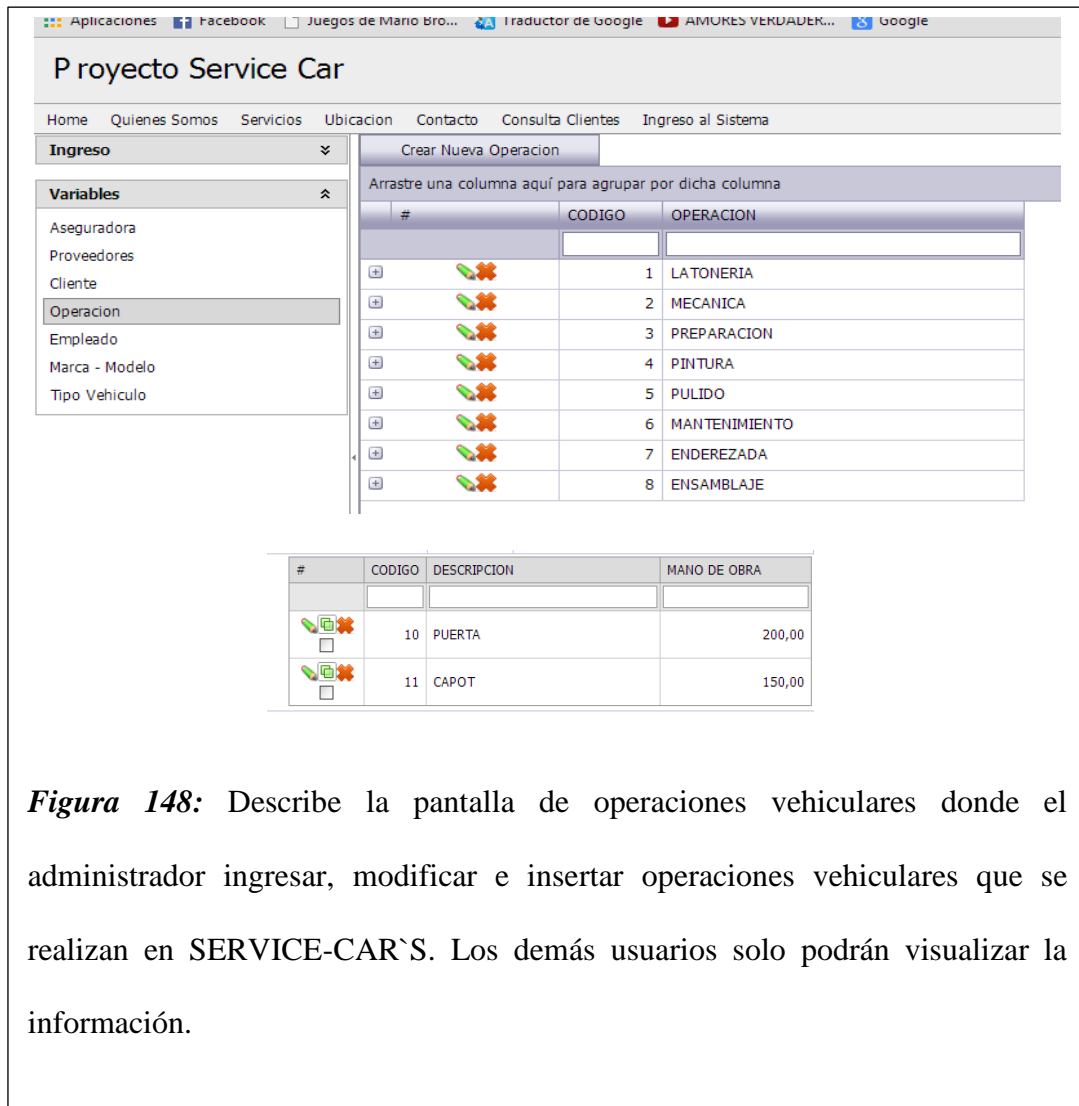 Aplicaciones Facebook Juegos de Mario Bro... Traductor de Google AMORES VERDADER... Google
Proyecto Service Car
Home Quienes Somos Servicios Ubicacion Contacto Consulta Clientes Ingreso al Sistema
Ingreso
Variables
Aseguradora
Proveedores
Cliente
Operacion
Empleado
Marca - Modelo
Tipo Vehiculo
Crear Nueva Operacion
Arrastre una columna aquí para agrupar por dicha columna
# CODIGO OPERACION
1 LATONERIA
2 MECANICA
3 PREPARACION
4 PINTURA
5 PULIDO
6 MANTENIMIENTO
7 ENDEREZADA
8 ENSAMBLAJE
# CODIGO DESCRIPCION MANO DE OBRA
10 PUERTA 200,00
11 CAPOT 150,00
Figura 148: Describe la pantalla de operaciones vehiculares donde el
administrador ingresar, modificar e insertar operaciones vehiculares que se
realizan en SERVICE-CAR`S. Los demás usuarios solo podrán visualizar la
información.